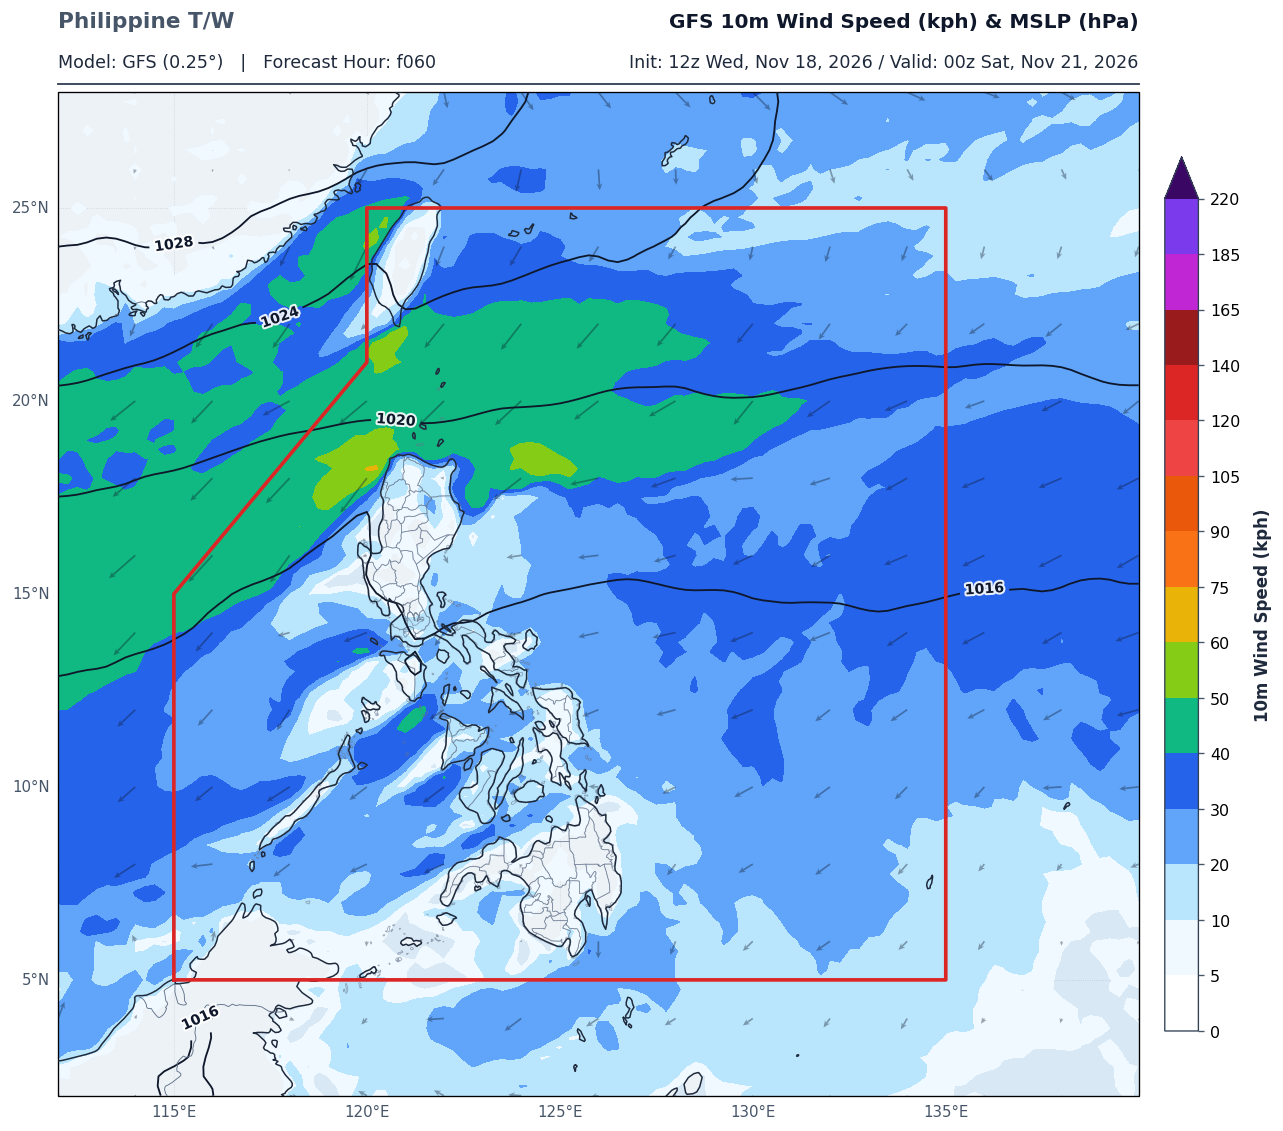 Philippine T/W
GFS 10m Wind Speed (kph) & MSLP (hPa)
Model: GFS (0.25°) | Forecast Hour: f060
Init: 12z Wed, Nov 18, 2026 / Valid: 00z Sat, Nov 21, 2026
25°N
20°N
15°N
10°N
5°N
115°E
120°E
125°E
130°E
135°E
1028
1024
1020
1016
1016
220
185
165
140
120
105
90
75
60
50
40
30
20
10
5
0
10m Wind Speed (kph)